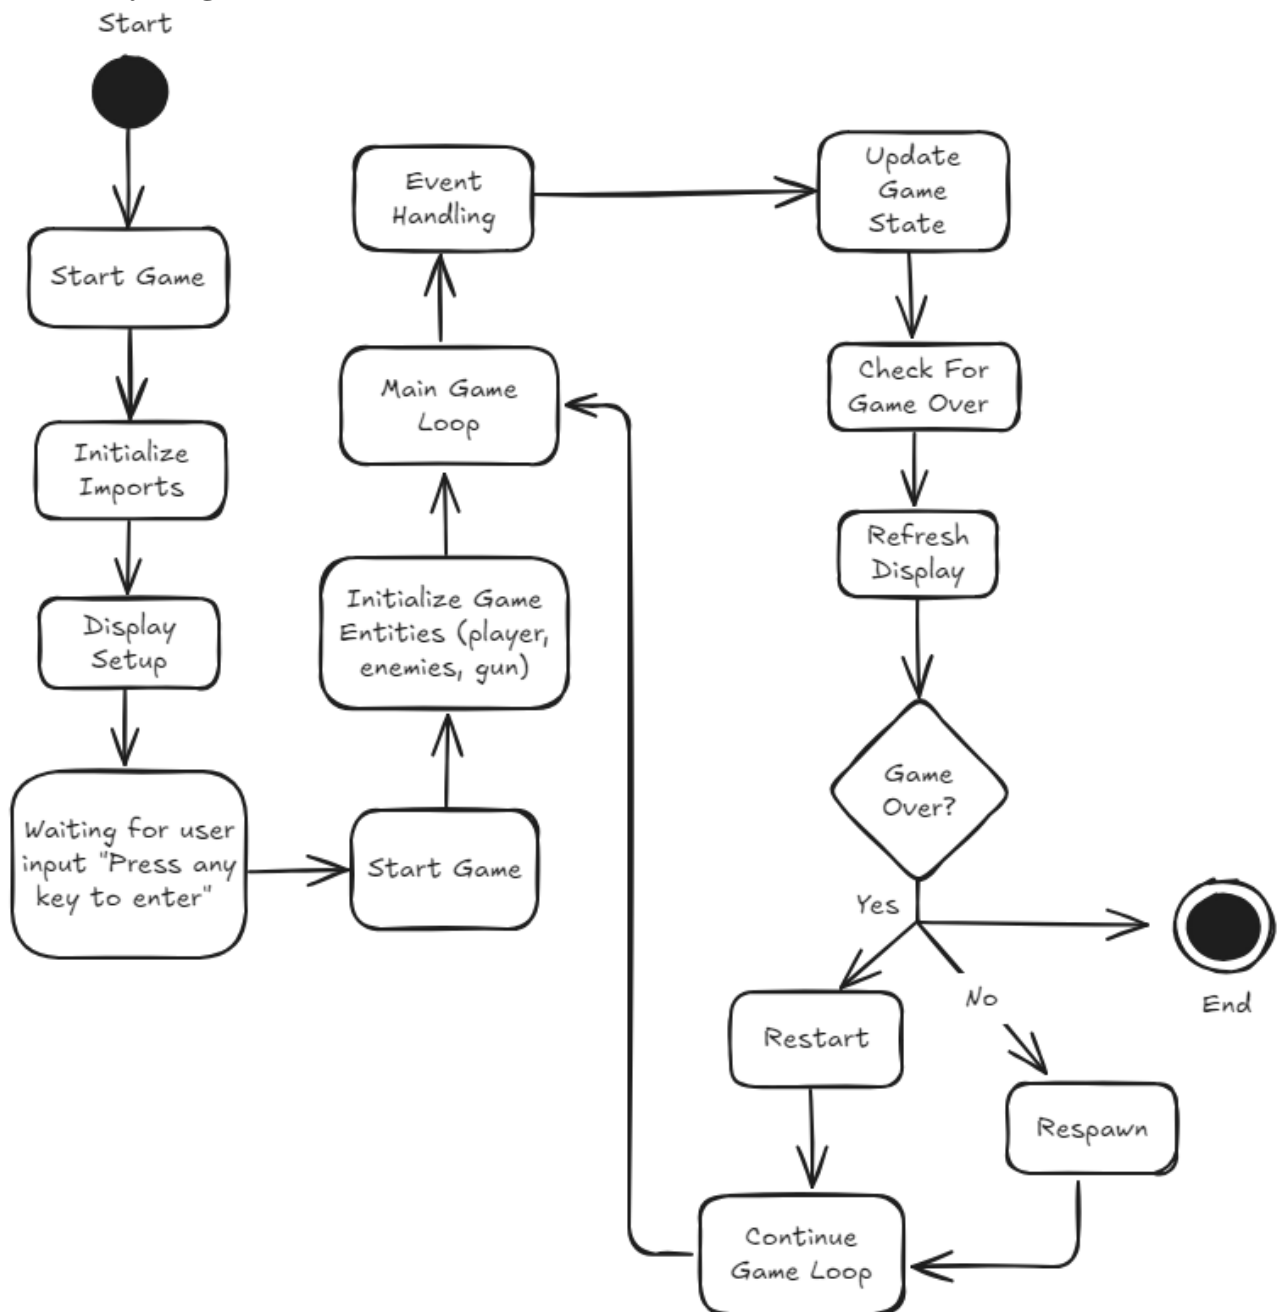 Start
Start Game
Initialize
Imports
Display
Setup
Waiting for user
input "Press any
key to enter"
Start Game
Initialize Game
Entities (player,
enemies, gun)
Main Game
Loop
Event
Handling
Update
Game
State
Check For
Game Over
Refresh
Display
Game
Over?
Yes
No
End
Restart
Respawn
Continue
Game Loop